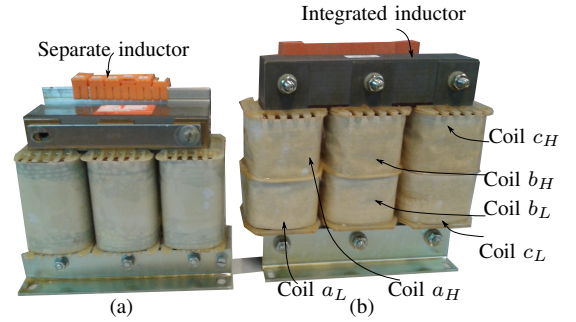 Integrated inductor
Separate inductor
Coil c_H
Coil b_H
Coil b_L
Coil c_L
Coil a_L
Coil a_H
(a)
(b)